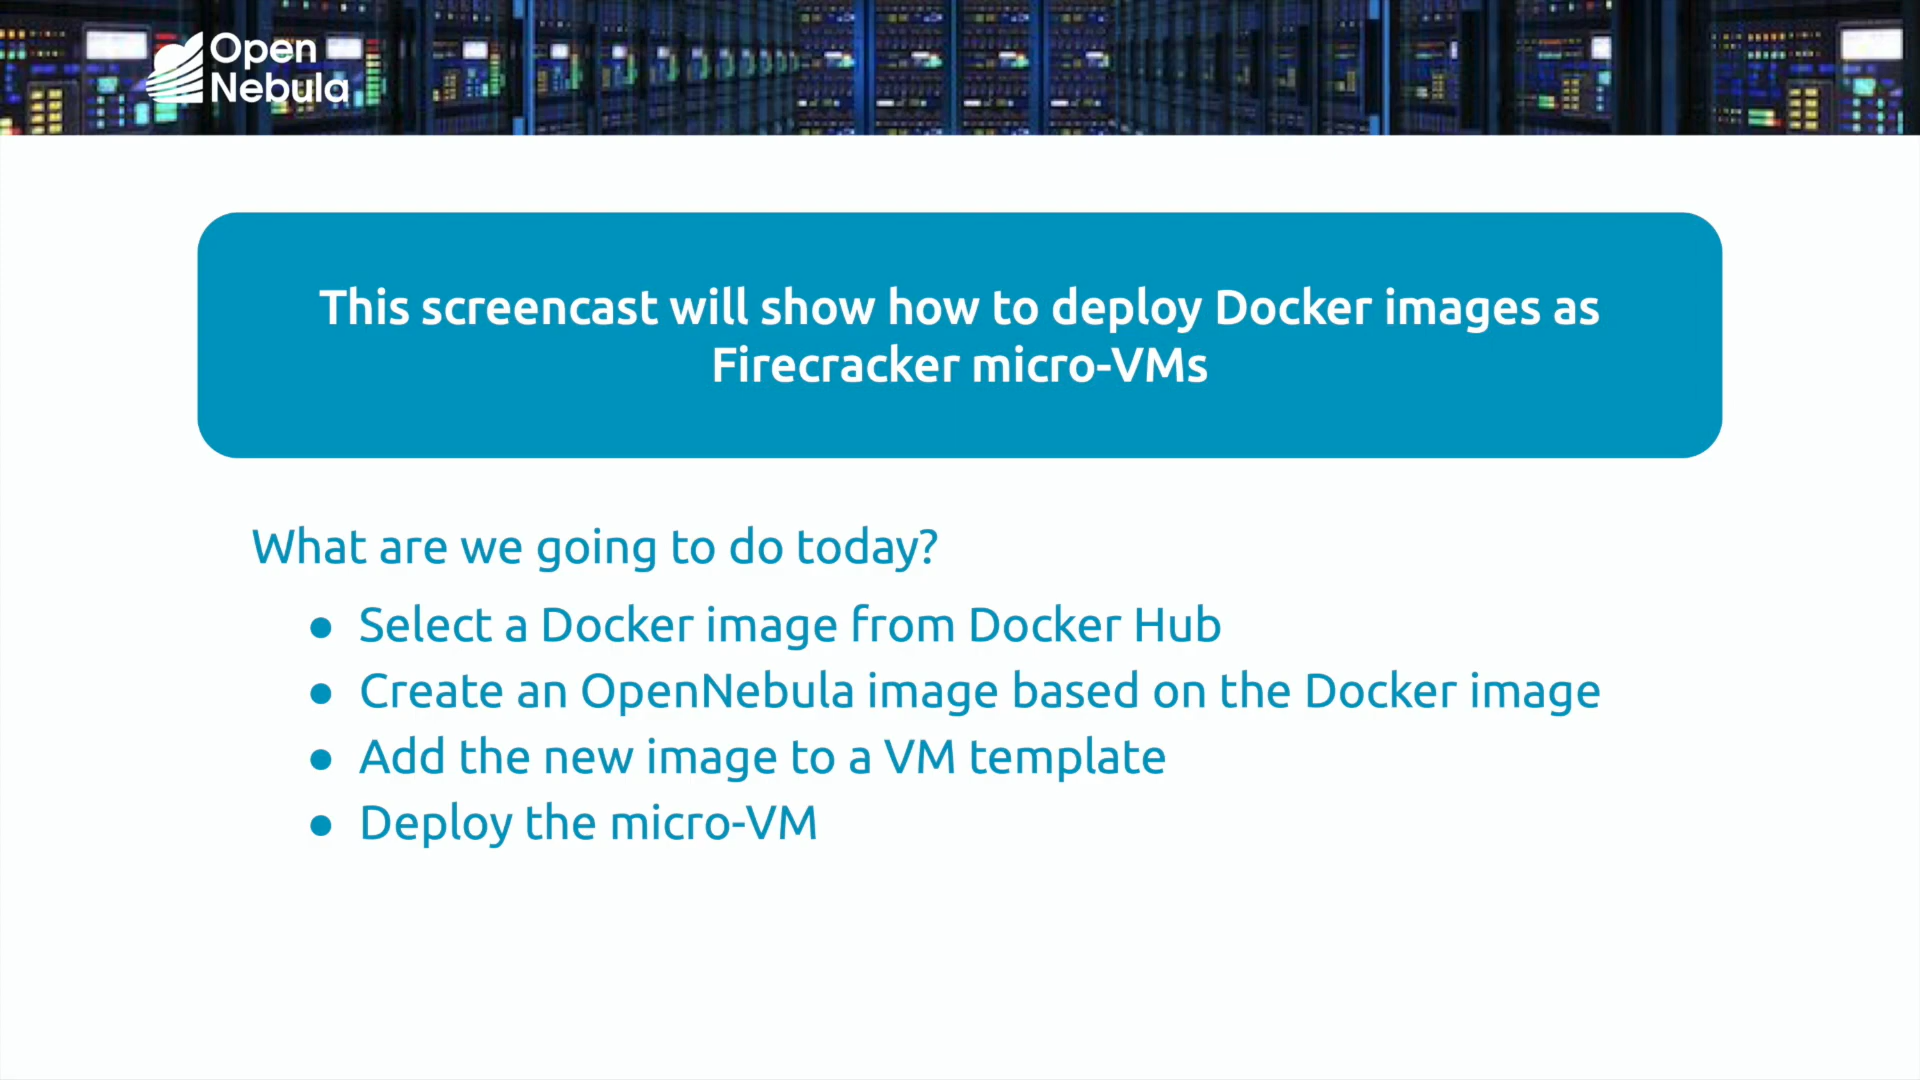 Open
Nebula
This screencast will show how to deploy Docker images as
Firecracker micro-VMs
What are we going to do today?
● Select a Docker image from Docker Hub
● Create an OpenNebula image based on the Docker image
● Add the new image to a VM template
● Deploy the micro-VM